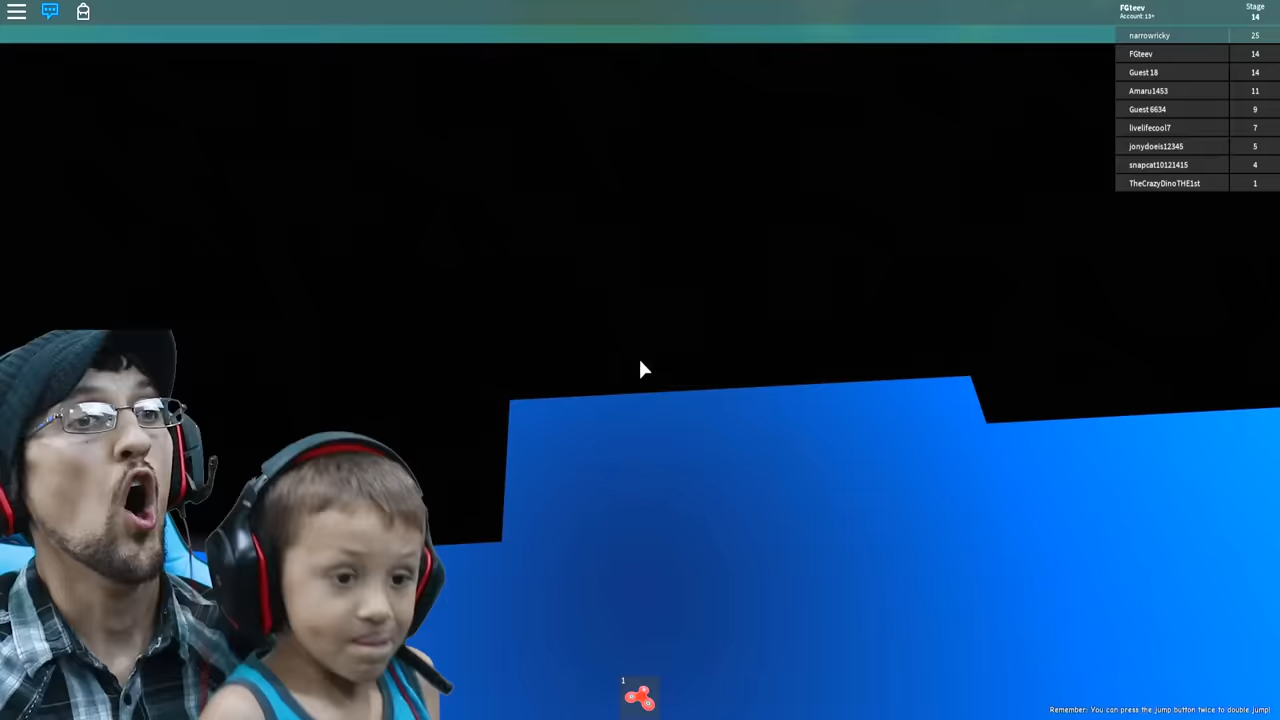 FGteev
Account: 13+
Stage
14
narrowricky 25
FGteev 14
Guest 18 14
Amaru1453 11
Guest 6634 9
livelifecool7 7
jonydoeis12345 5
snapcat10121415 4
TheCrazyDinoTHE1st 1
1
Remember: You can press the jump button twice to double jump!